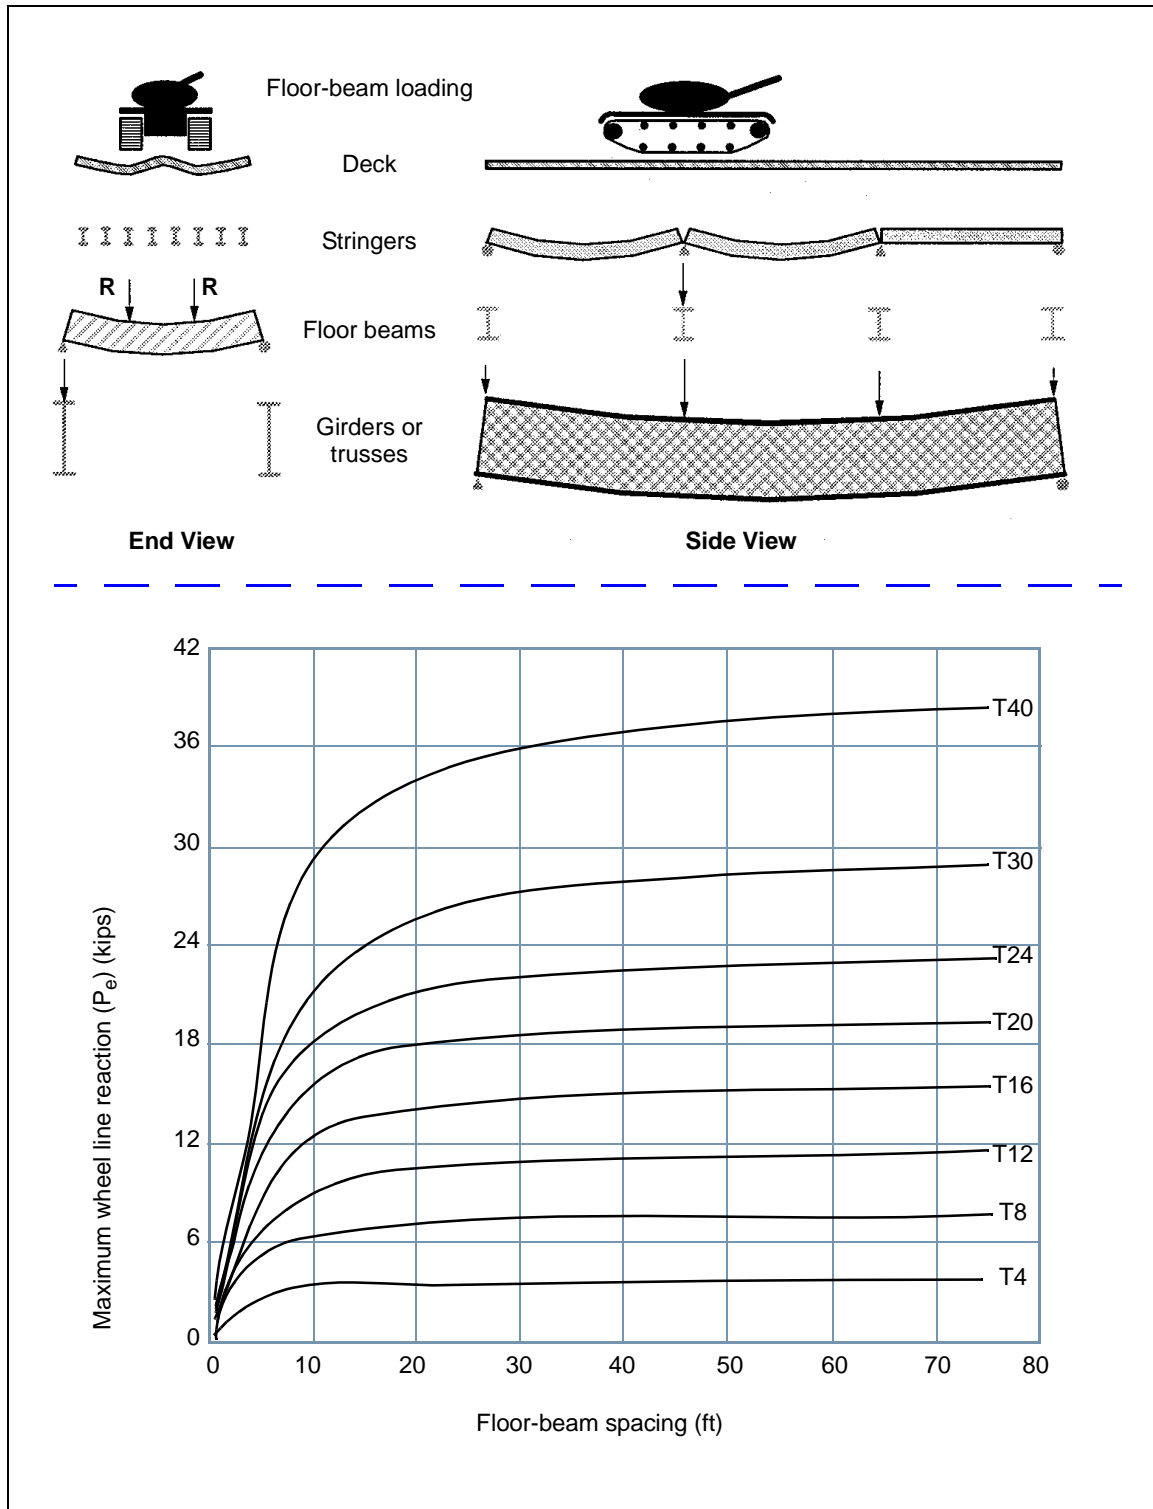 Floor-beam loading
Deck
Stringers
R R
Floor beams
Girders or
trusses
End View Side View
42
36
30
24
18
12
6
0
Maximum wheel line reaction (Pe) (kips)
T40
T30
T24
T20
T16
T12
T8
T4
0 10 20 30 40 50 60 70 80
Floor-beam spacing (ft)